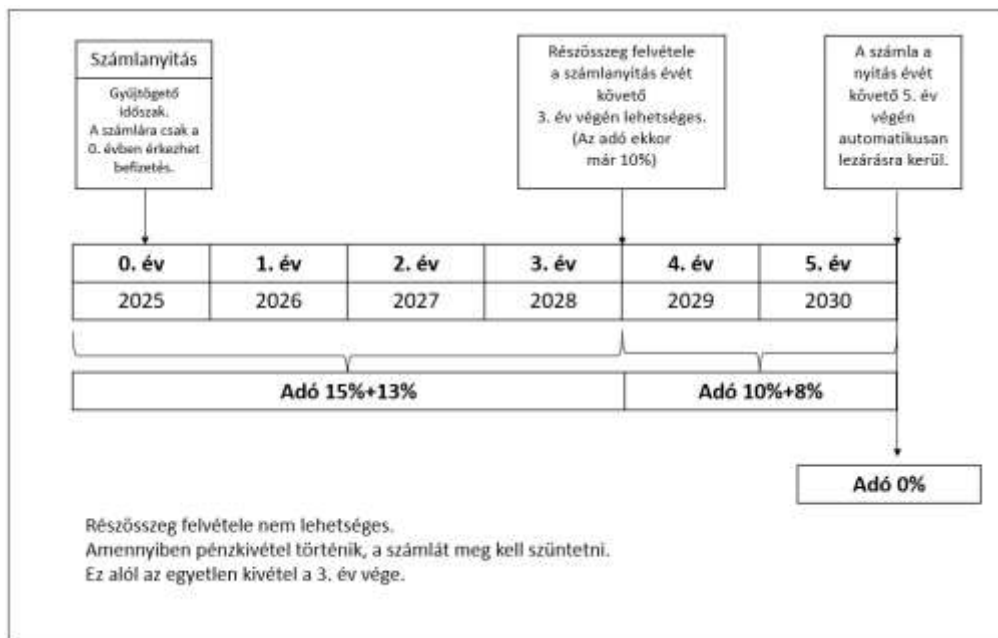 Számlanyitás
Gyűjtögető
időszak.
A számlára csak a
0. évben érkezhet
befizetés.
Részösszeg felvétele
a számlanyitás évét
követő
3. év végén lehetséges.
(Az adó ekkor
már 10%)
A számla a
nyitás évét
követő 5. év
végén
automatikusan
lezárásra kerül.
0. év 1. év 2. év 3. év 4. év 5. év
2025 2026 2027 2028 2029 2030
Adó 15%+13% Adó 10%+8%
Adó 0%
Részösszeg felvétele nem lehetséges.
Amennyiben pénzkivétel történik, a számlát meg kell szüntetni.
Ez alól az egyetlen kivétel a 3. év vége.